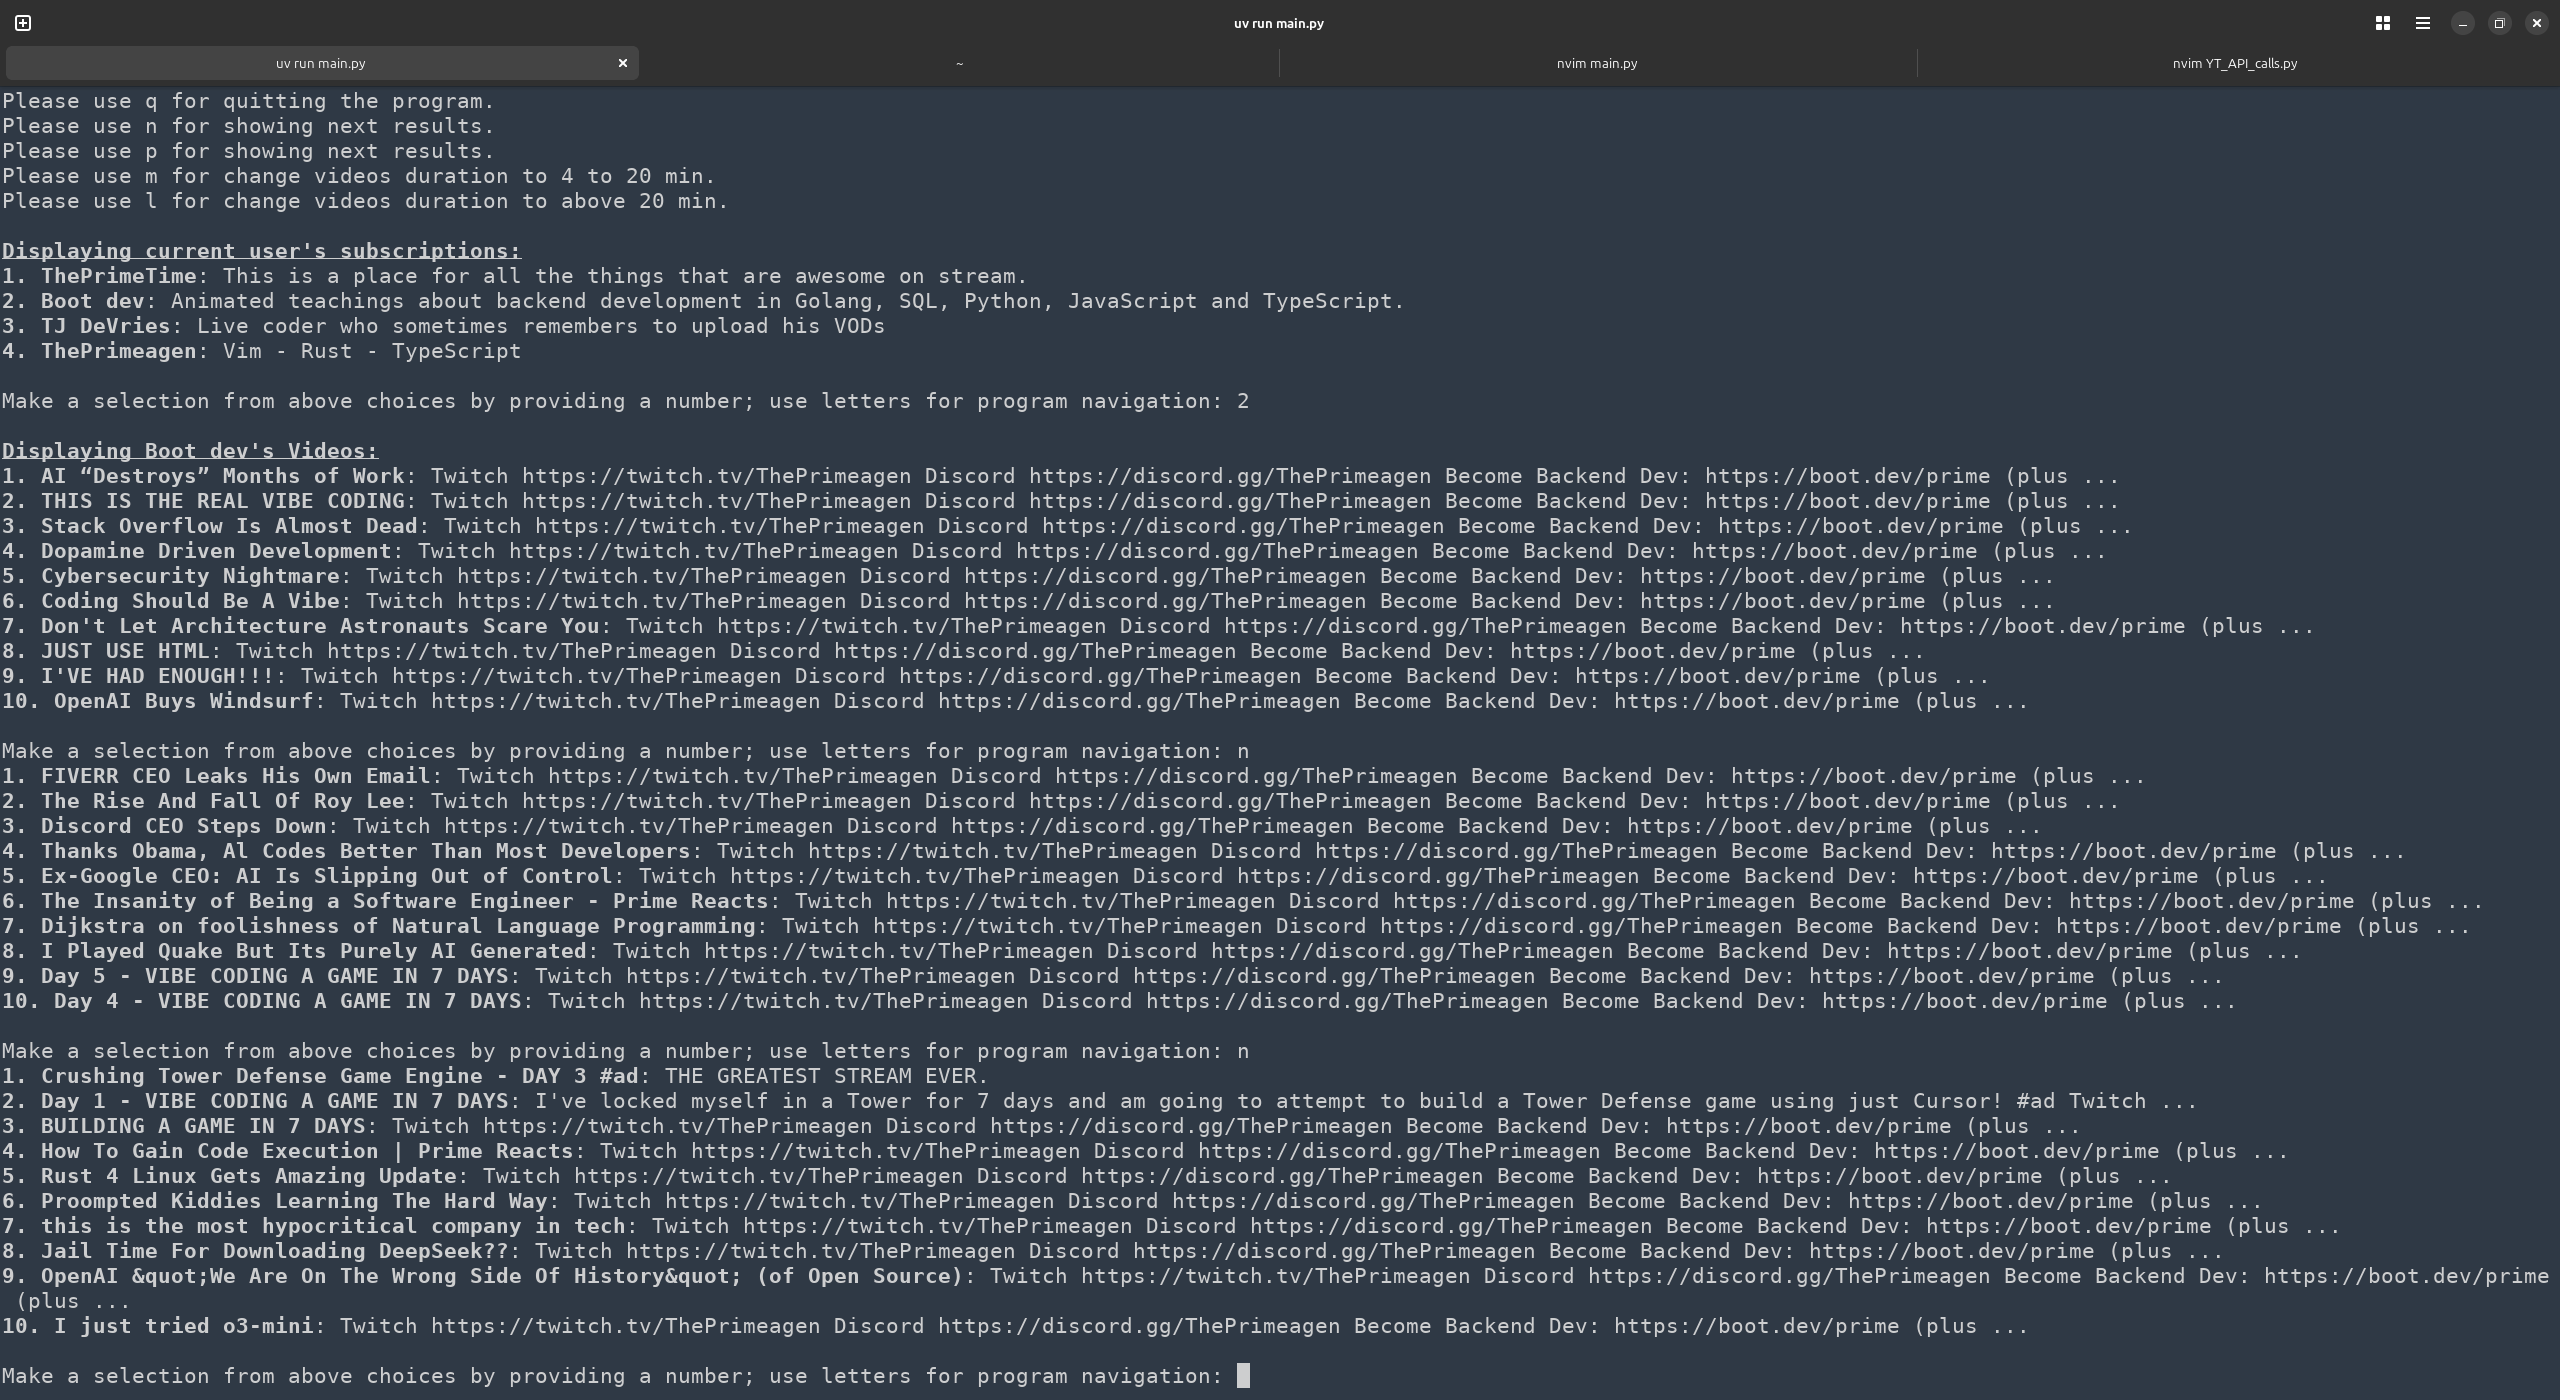 uv run main.py
uv run main.py
~
nvim main.py
nvim YT_API_calls.py
Please use q for quitting the program.
Please use n for showing next results.
Please use p for showing next results.
Please use m for change videos duration to 4 to 20 min.
Please use l for change videos duration to above 20 min.
Displaying current user's subscriptions:
1. ThePrimeTime: This is a place for all the things that are awesome on stream.
2. Boot dev: Animated teachings about backend development in Golang, SQL, Python, JavaScript and TypeScript.
3. TJ DeVries: Live coder who sometimes remembers to upload his VODs
4. ThePrimeagen: Vim - Rust - TypeScript
Make a selection from above choices by providing a number; use letters for program navigation: 2
Displaying Boot dev's Videos:
1. AI “Destroys” Months of Work: Twitch https://twitch.tv/ThePrimeagen Discord https://discord.gg/ThePrimeagen Become Backend Dev: https://boot.dev/prime (plus ...
2. THIS IS THE REAL VIBE CODING: Twitch https://twitch.tv/ThePrimeagen Discord https://discord.gg/ThePrimeagen Become Backend Dev: https://boot.dev/prime (plus ...
3. Stack Overflow Is Almost Dead: Twitch https://twitch.tv/ThePrimeagen Discord https://discord.gg/ThePrimeagen Become Backend Dev: https://boot.dev/prime (plus ...
4. Dopamine Driven Development: Twitch https://twitch.tv/ThePrimeagen Discord https://discord.gg/ThePrimeagen Become Backend Dev: https://boot.dev/prime (plus ...
5. Cybersecurity Nightmare: Twitch https://twitch.tv/ThePrimeagen Discord https://discord.gg/ThePrimeagen Become Backend Dev: https://boot.dev/prime (plus ...
6. Coding Should Be A Vibe: Twitch https://twitch.tv/ThePrimeagen Discord https://discord.gg/ThePrimeagen Become Backend Dev: https://boot.dev/prime (plus ...
7. Don't Let Architecture Astronauts Scare You: Twitch https://twitch.tv/ThePrimeagen Discord https://discord.gg/ThePrimeagen Become Backend Dev: https://boot.dev/prime (plus ...
8. JUST USE HTML: Twitch https://twitch.tv/ThePrimeagen Discord https://discord.gg/ThePrimeagen Become Backend Dev: https://boot.dev/prime (plus ...
9. I'VE HAD ENOUGH!!!: Twitch https://twitch.tv/ThePrimeagen Discord https://discord.gg/ThePrimeagen Become Backend Dev: https://boot.dev/prime (plus ...
10. OpenAI Buys Windsurf: Twitch https://twitch.tv/ThePrimeagen Discord https://discord.gg/ThePrimeagen Become Backend Dev: https://boot.dev/prime (plus ...
Make a selection from above choices by providing a number; use letters for program navigation: n
1. FIVERR CEO Leaks His Own Email: Twitch https://twitch.tv/ThePrimeagen Discord https://discord.gg/ThePrimeagen Become Backend Dev: https://boot.dev/prime (plus ...
2. The Rise And Fall Of Roy Lee: Twitch https://twitch.tv/ThePrimeagen Discord https://discord.gg/ThePrimeagen Become Backend Dev: https://boot.dev/prime (plus ...
3. Discord CEO Steps Down: Twitch https://twitch.tv/ThePrimeagen Discord https://discord.gg/ThePrimeagen Become Backend Dev: https://boot.dev/prime (plus ...
4. Thanks Obama, Al Codes Better Than Most Developers: Twitch https://twitch.tv/ThePrimeagen Discord https://discord.gg/ThePrimeagen Become Backend Dev: https://boot.dev/prime (plus ...
5. Ex-Google CEO: AI Is Slipping Out of Control: Twitch https://twitch.tv/ThePrimeagen Discord https://discord.gg/ThePrimeagen Become Backend Dev: https://boot.dev/prime (plus ...
6. The Insanity of Being a Software Engineer - Prime Reacts: Twitch https://twitch.tv/ThePrimeagen Discord https://discord.gg/ThePrimeagen Become Backend Dev: https://boot.dev/prime (plus ...
7. Dijkstra on foolishness of Natural Language Programming: Twitch https://twitch.tv/ThePrimeagen Discord https://discord.gg/ThePrimeagen Become Backend Dev: https://boot.dev/prime (plus ...
8. I Played Quake But Its Purely AI Generated: Twitch https://twitch.tv/ThePrimeagen Discord https://discord.gg/ThePrimeagen Become Backend Dev: https://boot.dev/prime (plus ...
9. Day 5 - VIBE CODING A GAME IN 7 DAYS: Twitch https://twitch.tv/ThePrimeagen Discord https://discord.gg/ThePrimeagen Become Backend Dev: https://boot.dev/prime (plus ...
10. Day 4 - VIBE CODING A GAME IN 7 DAYS: Twitch https://twitch.tv/ThePrimeagen Discord https://discord.gg/ThePrimeagen Become Backend Dev: https://boot.dev/prime (plus ...
Make a selection from above choices by providing a number; use letters for program navigation: n
1. Crushing Tower Defense Game Engine - DAY 3 #ad: THE GREATEST STREAM EVER.
2. Day 1 - VIBE CODING A GAME IN 7 DAYS: I've locked myself in a Tower for 7 days and am going to attempt to build a Tower Defense game using just Cursor! #ad Twitch ...
3. BUILDING A GAME IN 7 DAYS: Twitch https://twitch.tv/ThePrimeagen Discord https://discord.gg/ThePrimeagen Become Backend Dev: https://boot.dev/prime (plus ...
4. How To Gain Code Execution | Prime Reacts: Twitch https://twitch.tv/ThePrimeagen Discord https://discord.gg/ThePrimeagen Become Backend Dev: https://boot.dev/prime (plus ...
5. Rust 4 Linux Gets Amazing Update: Twitch https://twitch.tv/ThePrimeagen Discord https://discord.gg/ThePrimeagen Become Backend Dev: https://boot.dev/prime (plus ...
6. Proompted Kiddies Learning The Hard Way: Twitch https://twitch.tv/ThePrimeagen Discord https://discord.gg/ThePrimeagen Become Backend Dev: https://boot.dev/prime (plus ...
7. this is the most hypocritical company in tech: Twitch https://twitch.tv/ThePrimeagen Discord https://discord.gg/ThePrimeagen Become Backend Dev: https://boot.dev/prime (plus ...
8. Jail Time For Downloading DeepSeek??: Twitch https://twitch.tv/ThePrimeagen Discord https://discord.gg/ThePrimeagen Become Backend Dev: https://boot.dev/prime (plus ...
9. OpenAI &quot;We Are On The Wrong Side Of History&quot; (of Open Source): Twitch https://twitch.tv/ThePrimeagen Discord https://discord.gg/ThePrimeagen Become Backend Dev: https://boot.dev/prime
(plus ...
10. I just tried o3-mini: Twitch https://twitch.tv/ThePrimeagen Discord https://discord.gg/ThePrimeagen Become Backend Dev: https://boot.dev/prime (plus ...
Make a selection from above choices by providing a number; use letters for program navigation: